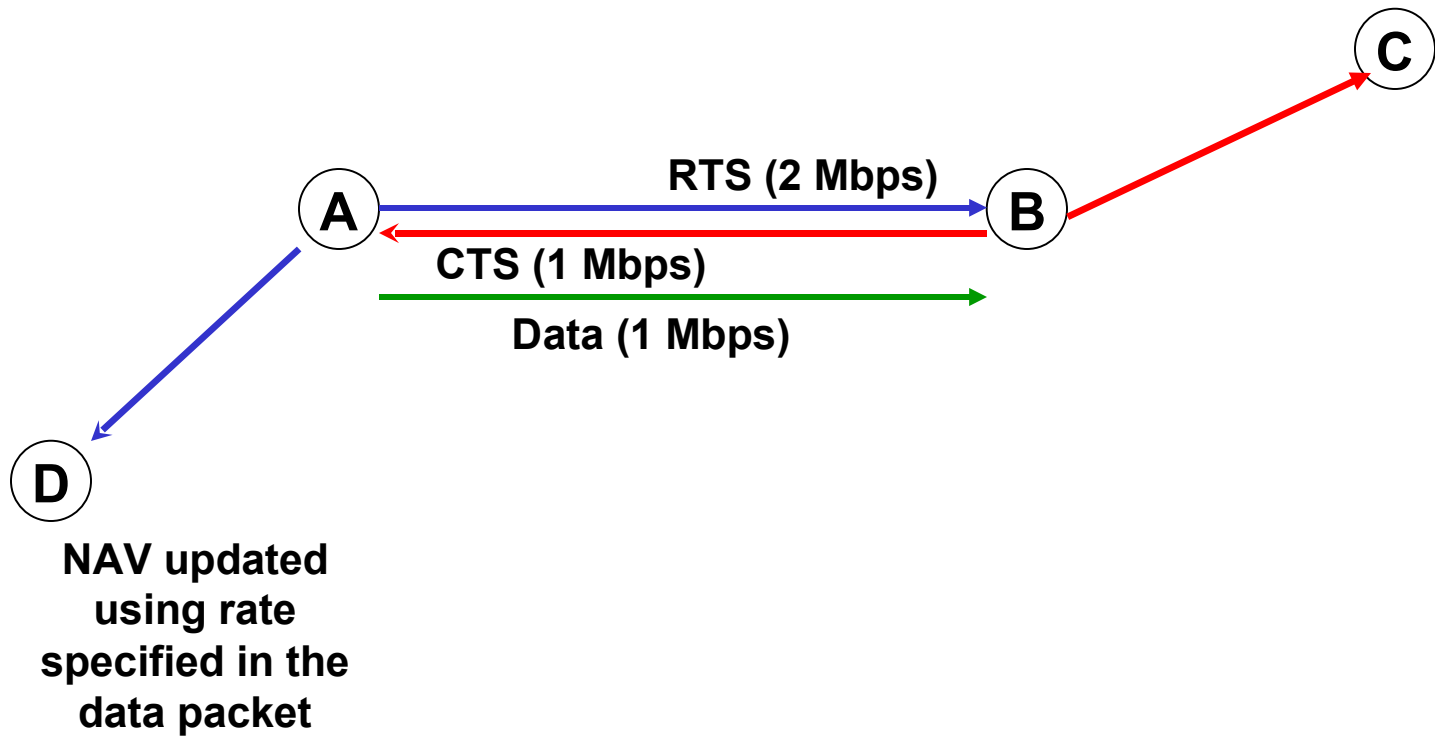 C
RTS (2 Mbps)
A
B
CTS (1 Mbps)
Data (1 Mbps)
D
NAV updated
using rate
specified in the
data packet